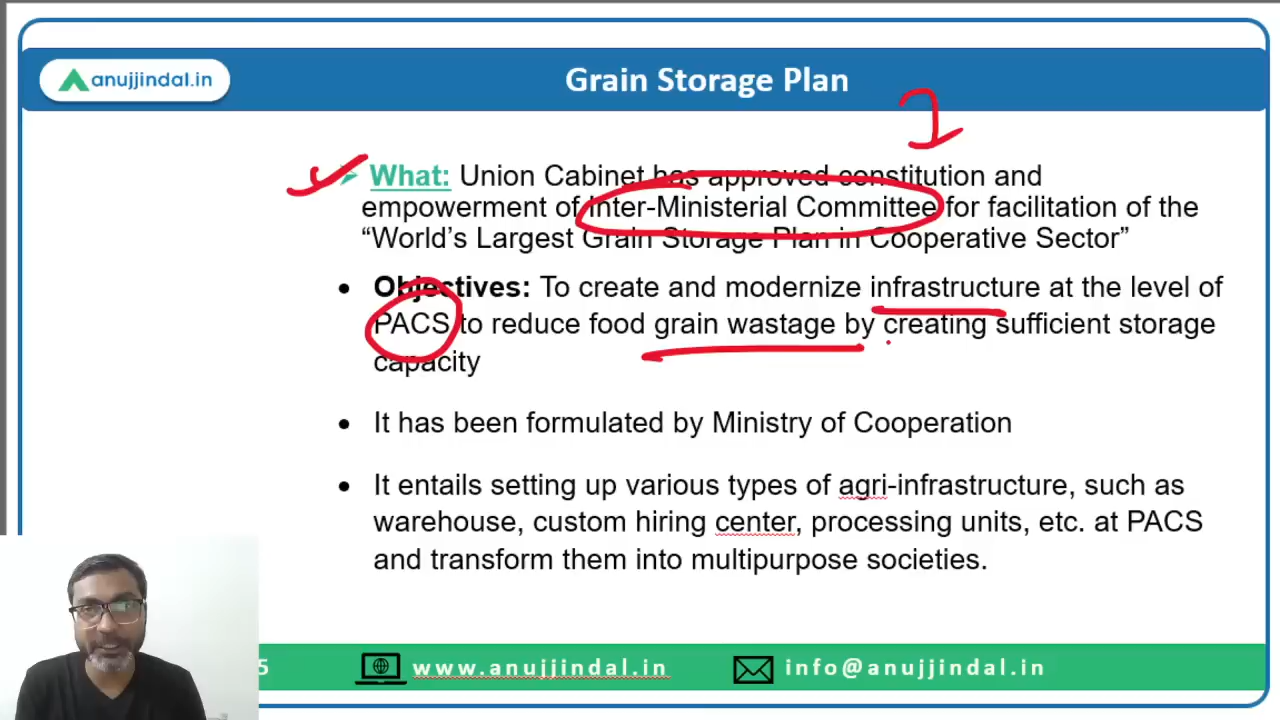 anujjindal.in
Grain Storage Plan
What: Union Cabinet has approved constitution and
empowerment of Inter-Ministerial Committee for facilitation of the
“World’s Largest Grain Storage Plan in Cooperative Sector”
Objectives: To create and modernize infrastructure at the level of
PACS to reduce food grain wastage by creating sufficient storage
capacity
It has been formulated by Ministry of Cooperation
It entails setting up various types of agri-infrastructure, such as
warehouse, custom hiring center, processing units, etc. at PACS
and transform them into multipurpose societies.
5 www.anujjindal.in info@anujjindal.in